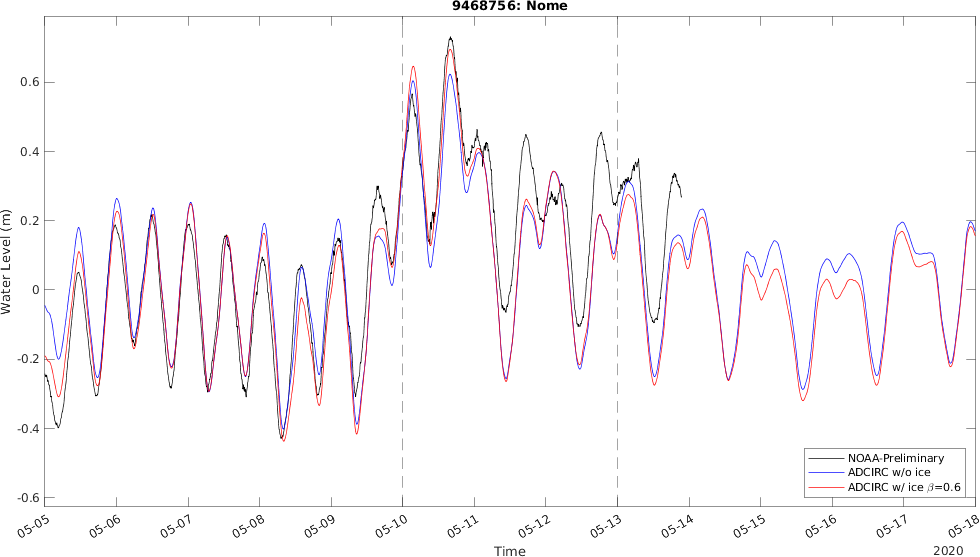 9468756: Nome
Water Level (m)
0.6
0.4
0.2
0
-0.2
-0.4
-0.6
NOAA-Preliminary
ADCIRC w/o ice
ADCIRC w/ ice β=0.6
05-05 05-06 05-07 05-08 05-09 05-10 05-11 05-12 05-13 05-14 05-15 05-16 05-17 05-18
Time
2020